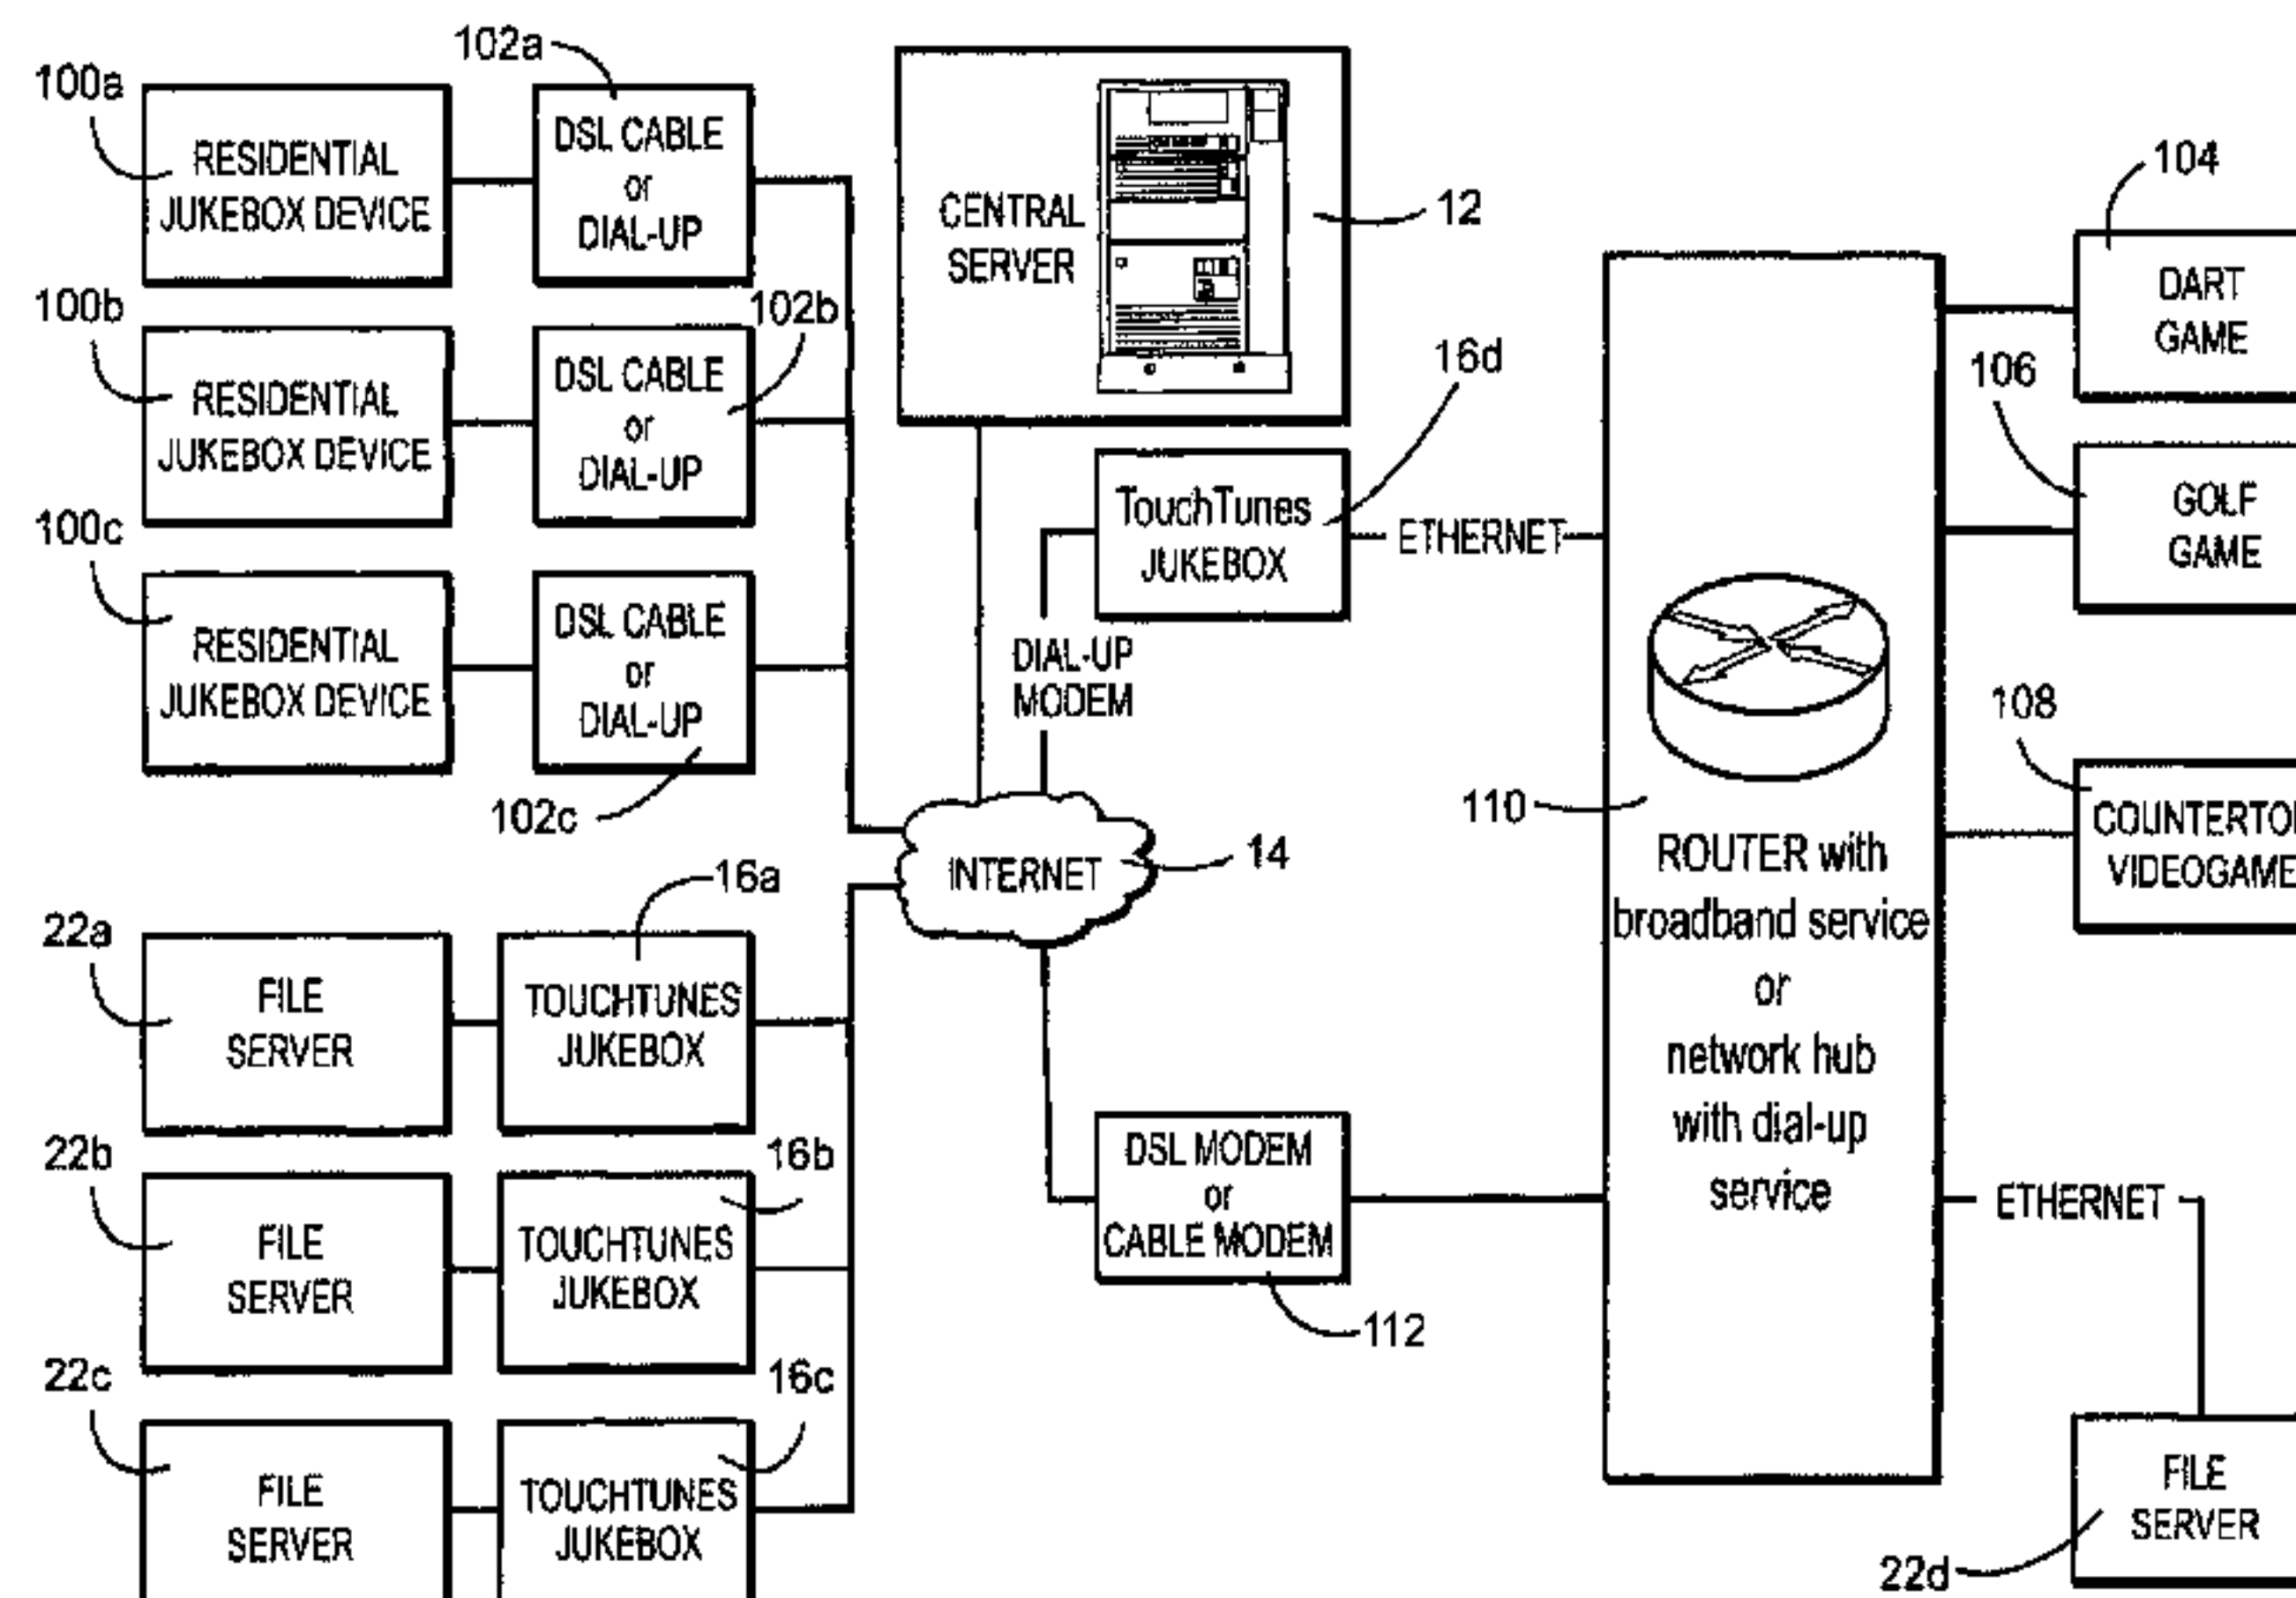 102a
100a
RESIDENTIAL
JUKEBOX DEVICE
DSL CABLE
or
DIAL-UP
100b
RESIDENTIAL
JUKEBOX DEVICE
102b
DSL CABLE
or
DIAL-UP
100c
RESIDENTIAL
JUKEBOX DEVICE
DSL CABLE
or
DIAL-UP
102c
CENTRAL
SERVER
12
16d
TouchTunes
JUKEBOX
ETHERNET
DIAL-UP
MODEM
INTERNET
14
22a
FILE
SERVER
16a
TOUCHTUNES
JUKEBOX
22b
FILE
SERVER
16b
TOUCHTUNES
JUKEBOX
22c
FILE
SERVER
16c
TOUCHTUNES
JUKEBOX
DSL MODEM
or
CABLE MODEM
112
110
ROUTER with
broadband service
or
network hub
with dial-up
service
104
DART
GAME
106
GOLF
GAME
108
COUNTERTO
VIDEOGAME
ETHERNET
FILE
SERVER
22d